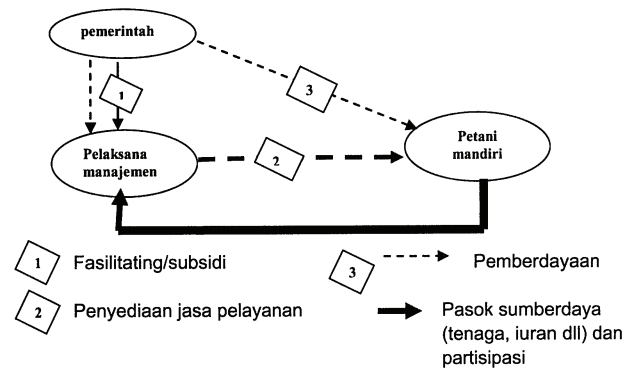 pemerintah
1
3
Petani
mandiri
Pelaksana
manajemen
2
1 Fasilitating/subsidi
3 Pemberdayaan
2 Penyediaan jasa pelayanan
Pasok sumberdaya
(tenaga, iuran dll) dan
partisipasi